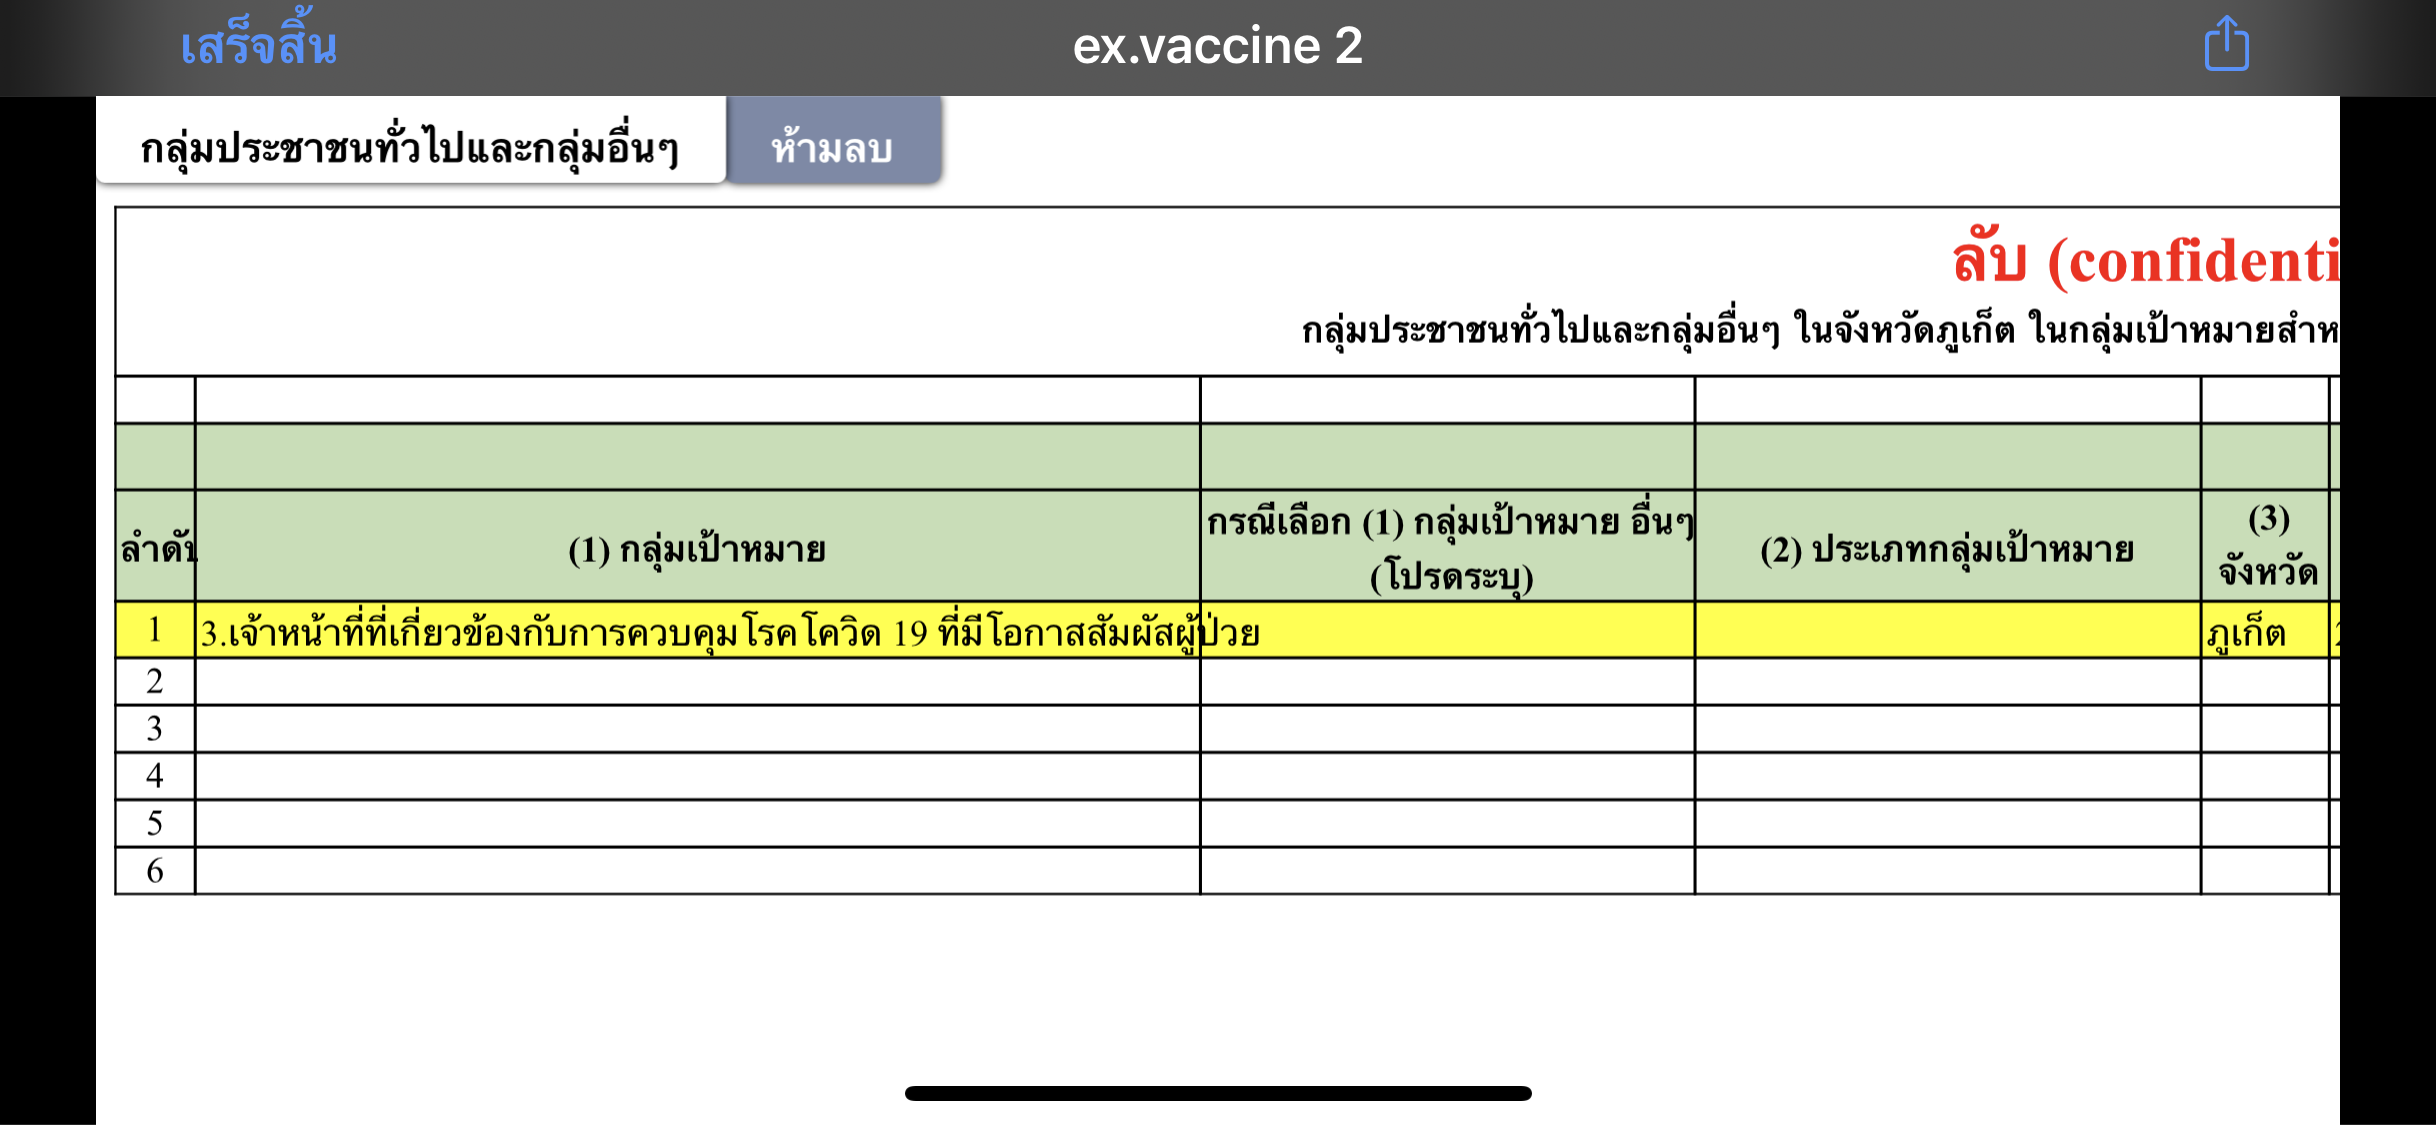 เสร็จสิ้น ex.vaccine 2
กลุ่มประชาชนทั่วไปและกลุ่มอื่นๆ ห้ามลบ
ลับ (confidenti
กลุ่มประชาชนทั่วไปและกลุ่มอื่นๆ ในจังหวัดภูเก็ต ในกลุ่มเป้าหมายสำห
ลำดับ (1) กลุ่มเป้าหมาย กรณีเลือก (1) กลุ่มเป้าหมาย อื่นๆ (โปรดระบุ) (2) ประเภทกลุ่มเป้าหมาย (3) จังหวัด
1 3.เจ้าหน้าที่ที่เกี่ยวข้องกับการควบคุมโรคโควิด 19 ที่มีโอกาสสัมผัสผู้ป่วย ภูเก็ต
2
3
4
5
6